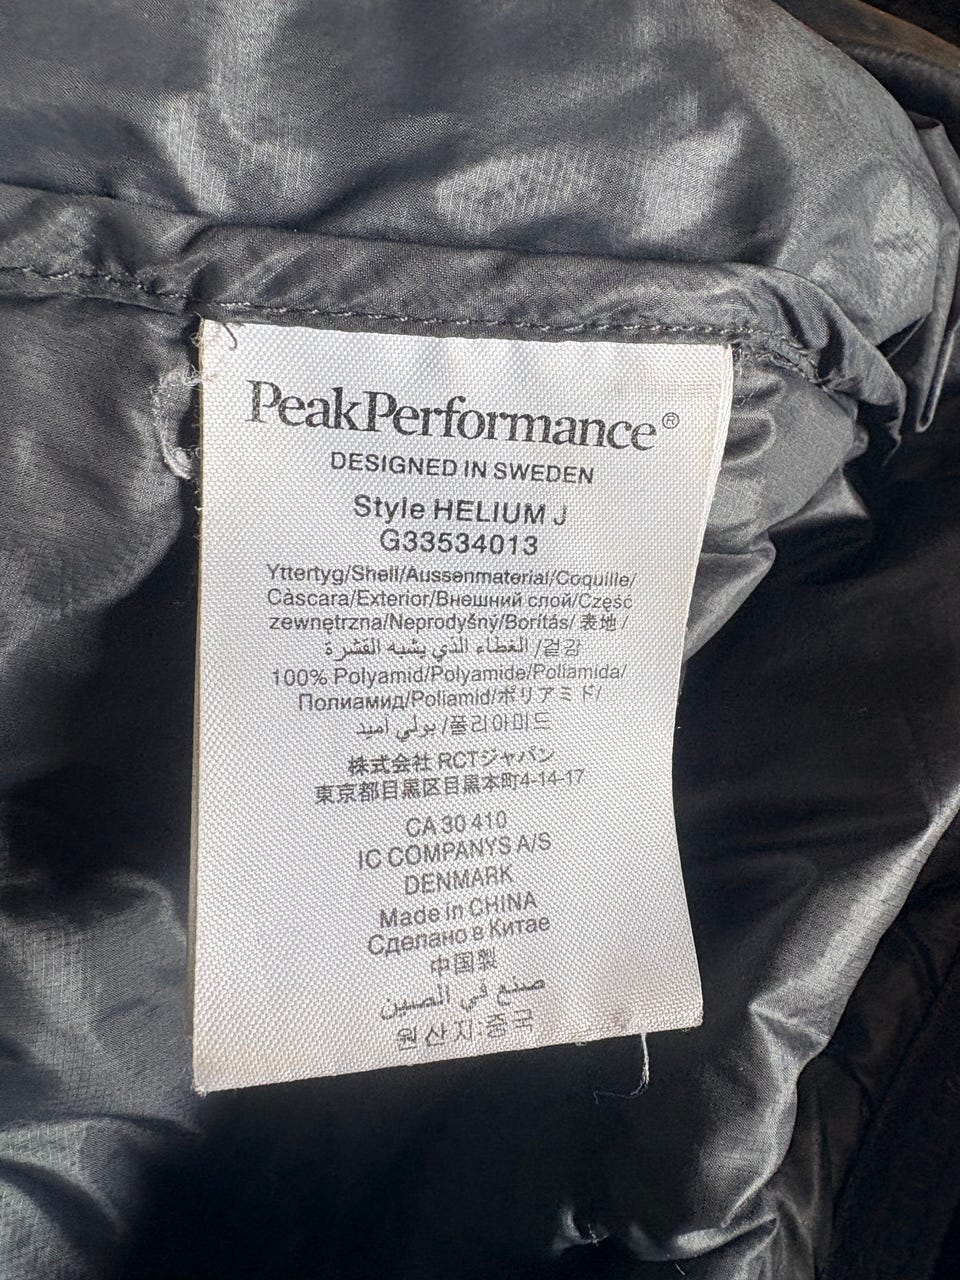 PeakPerformance®
DESIGNED IN SWEDEN
Style HELIUM J
G33534013
Yttertyg/Shell/Aussenmaterial/Coquille/
Càscara/Exterior/Внешний слой/Część
zewnętrzna/Neprodyšný/Borítás/ 表地 /
الغطاء الذي يشبه القشرة /겉감
100% Polyamid/Polyamide/Poliamida/
Полиамид/Poliamid/ポリアミド/
بولي أميد /폴리아미드
株式会社 RCTジャパン
東京都目黒区目黒本町4-14-17
CA 30 410
IC COMPANYS A/S
DENMARK
Made in CHINA
Сделано в Китае
中国製
صنع في الصين
원산지:중국